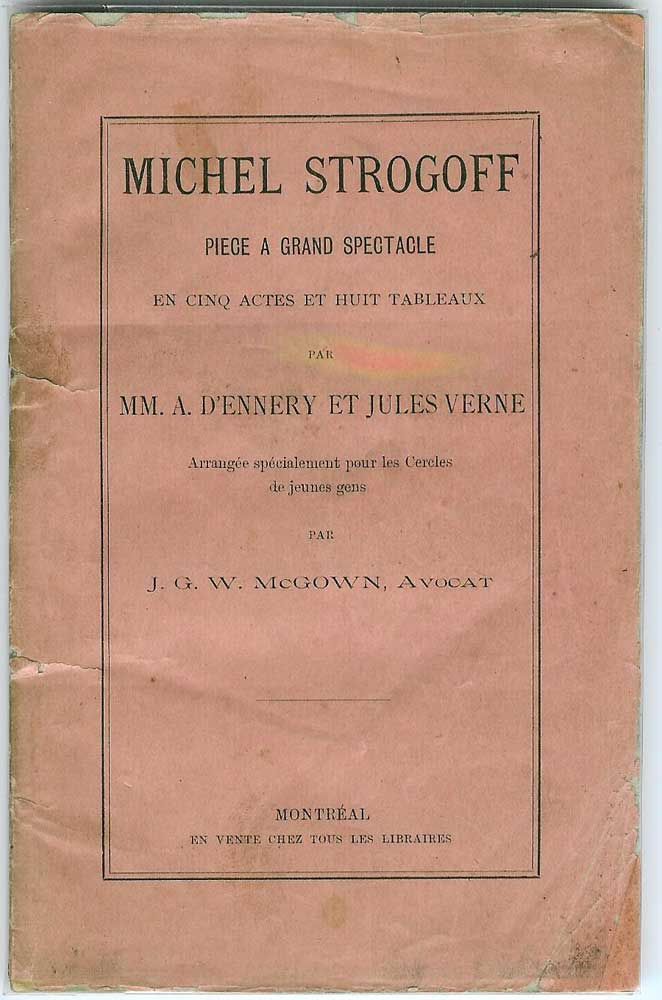 MICHEL STROGOFF
PIECE A GRAND SPECTACLE
EN CINQ ACTES ET HUIT TABLEAUX
PAR
MM. A. D'ENNERY ET JULES VERNE
Arrangée spécialement pour les Cercles
de jeunes gens
PAR
J. G. W. McGOWN, Avocat
MONTRÉAL
EN VENTE CHEZ TOUS LES LIBRAIRES